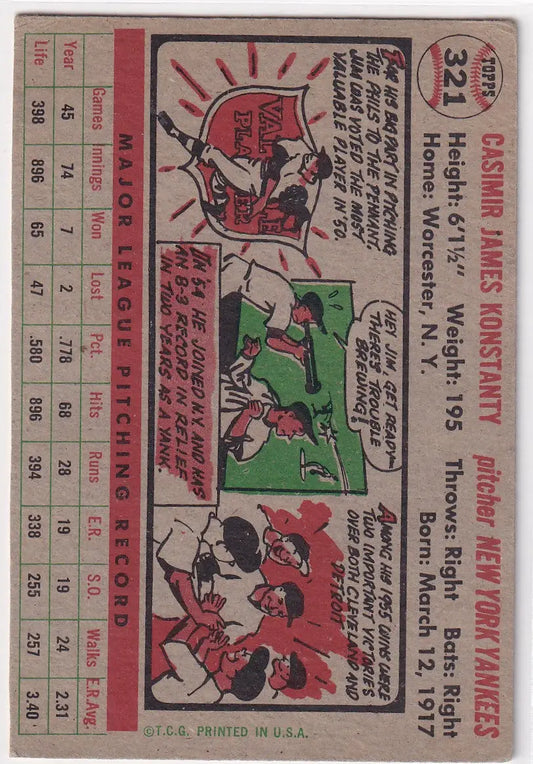 TOPPS
321
CASIMIR JAMES KONSTANTY pitcher NEW YORK YANKEES
Height: 6'1½" Weight: 195 Throws: Right Bats: Right
Home: Worcester, N. Y. Born: March 12, 1917
FOR HIS BIG PART IN PITCHING
THE PHILS TO THE PENNANT.
JIM WAS VOTED THE MOST
VALUABLE PLAYER IN '50.
VAL
PLA
LE
ER
HEY JIM, GET READY—
THERE'S TROUBLE
BREWING!
IN '54 HE JOINED N.Y. AND HAS
AN 8-3 RECORD IN RELIEF
IN TWO YEARS AS A YANK.
AMONG HIS 1955 WINS WERE
TWO IMPORTANT VICTORIES
OVER BOTH CLEVELAND AND
DETROIT.
MAJOR LEAGUE PITCHING RECORD
Games Innings Won Lost Pct. Hits Runs E.R. S.O. Walks E.R.Avg.
Year 45 74 7 2 .778 68 28 19 19 24 2.31
Life 398 896 65 47 .580 896 394 338 255 257 3.40
©T.C.G. PRINTED IN U.S.A.